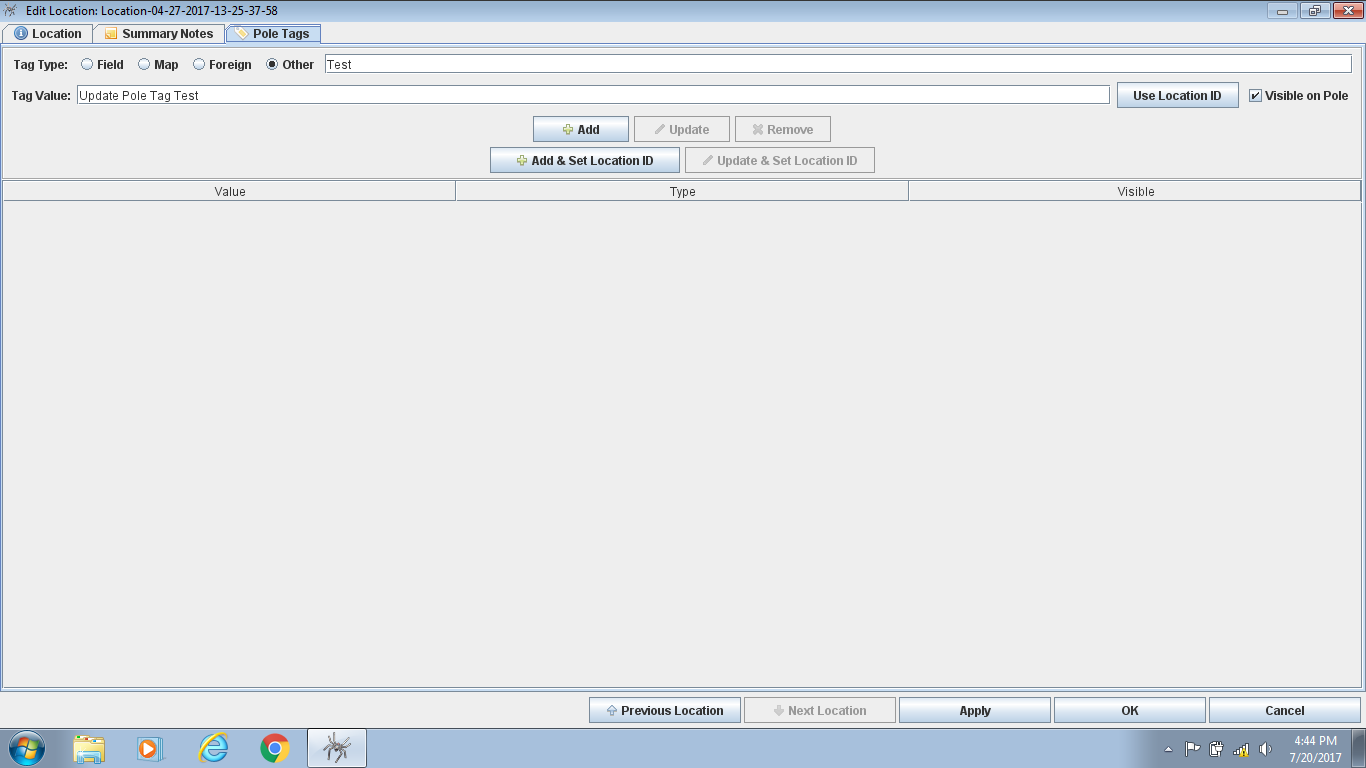 Edit Location: Location-04-27-2017-13-25-37-58
Location Summary Notes Pole Tags
Tag Type: Field Map Foreign Other Test
Tag Value: Update Pole Tag Test Use Location ID Visible on Pole
Add Update Remove
Add & Set Location ID Update & Set Location ID
Value Type Visible
Previous Location Next Location Apply OK Cancel
4:44 PM
7/20/2017